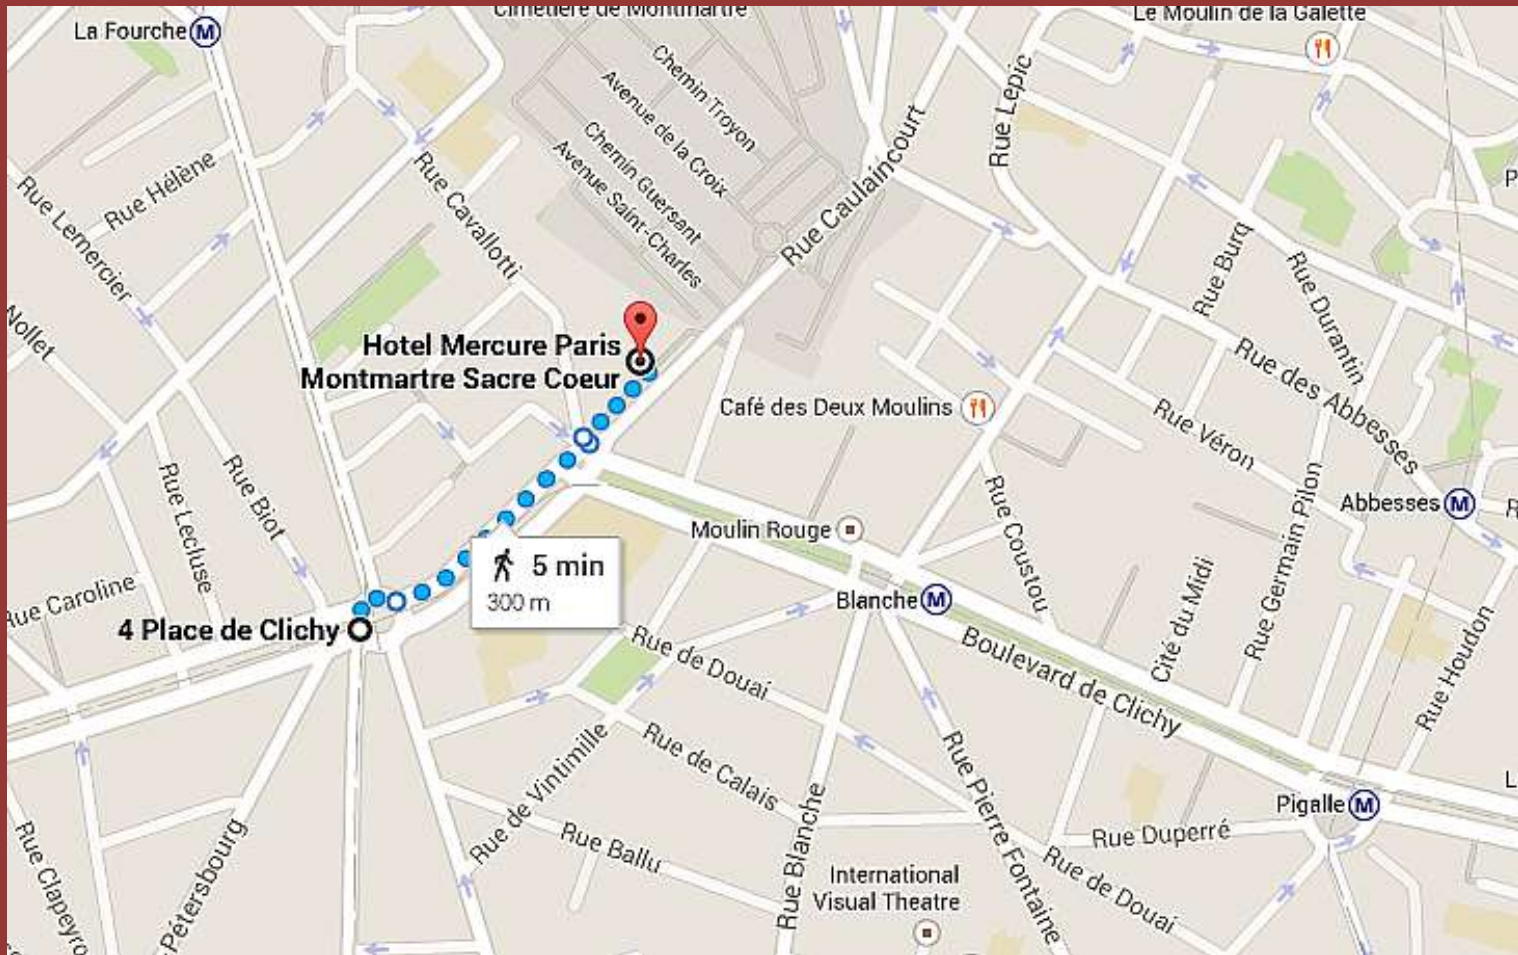 Cimetière de Montmartre
Le Moulin de la Galette
La Fourche M
Chemin Troyon
Avenue de la Croix
Chemin Guersant
Avenue Saint-Charles
Rue Caulaincourt
Rue Lepic
Rue Hélène
Rue Lemercier
Rue Cavallotti
Nollet
Rue Burq
Rue Durantin
Hotel Mercure Paris
Montmartre Sacre Coeur
Rue des Abbesses
Café des Deux Moulins
Rue Véron
Rue Biot
Rue Lecluse
Rue Coustou
Rue Germain Pilon
Abbesses M
Moulin Rouge
5 min
300 m
Rue Caroline
4 Place de Clichy
Blanche M
Cité du Midi
Rue Houdon
Rue de Douai
Boulevard de Clichy
Rue de Vintimille
Rue de Calais
Rue Blanche
Rue Pierre Fontaine
Pigalle M
Rue Duperré
Rue de Douai
Rue Ballu
International
Visual Theatre
Rue Clapeyro
Pétersbourg